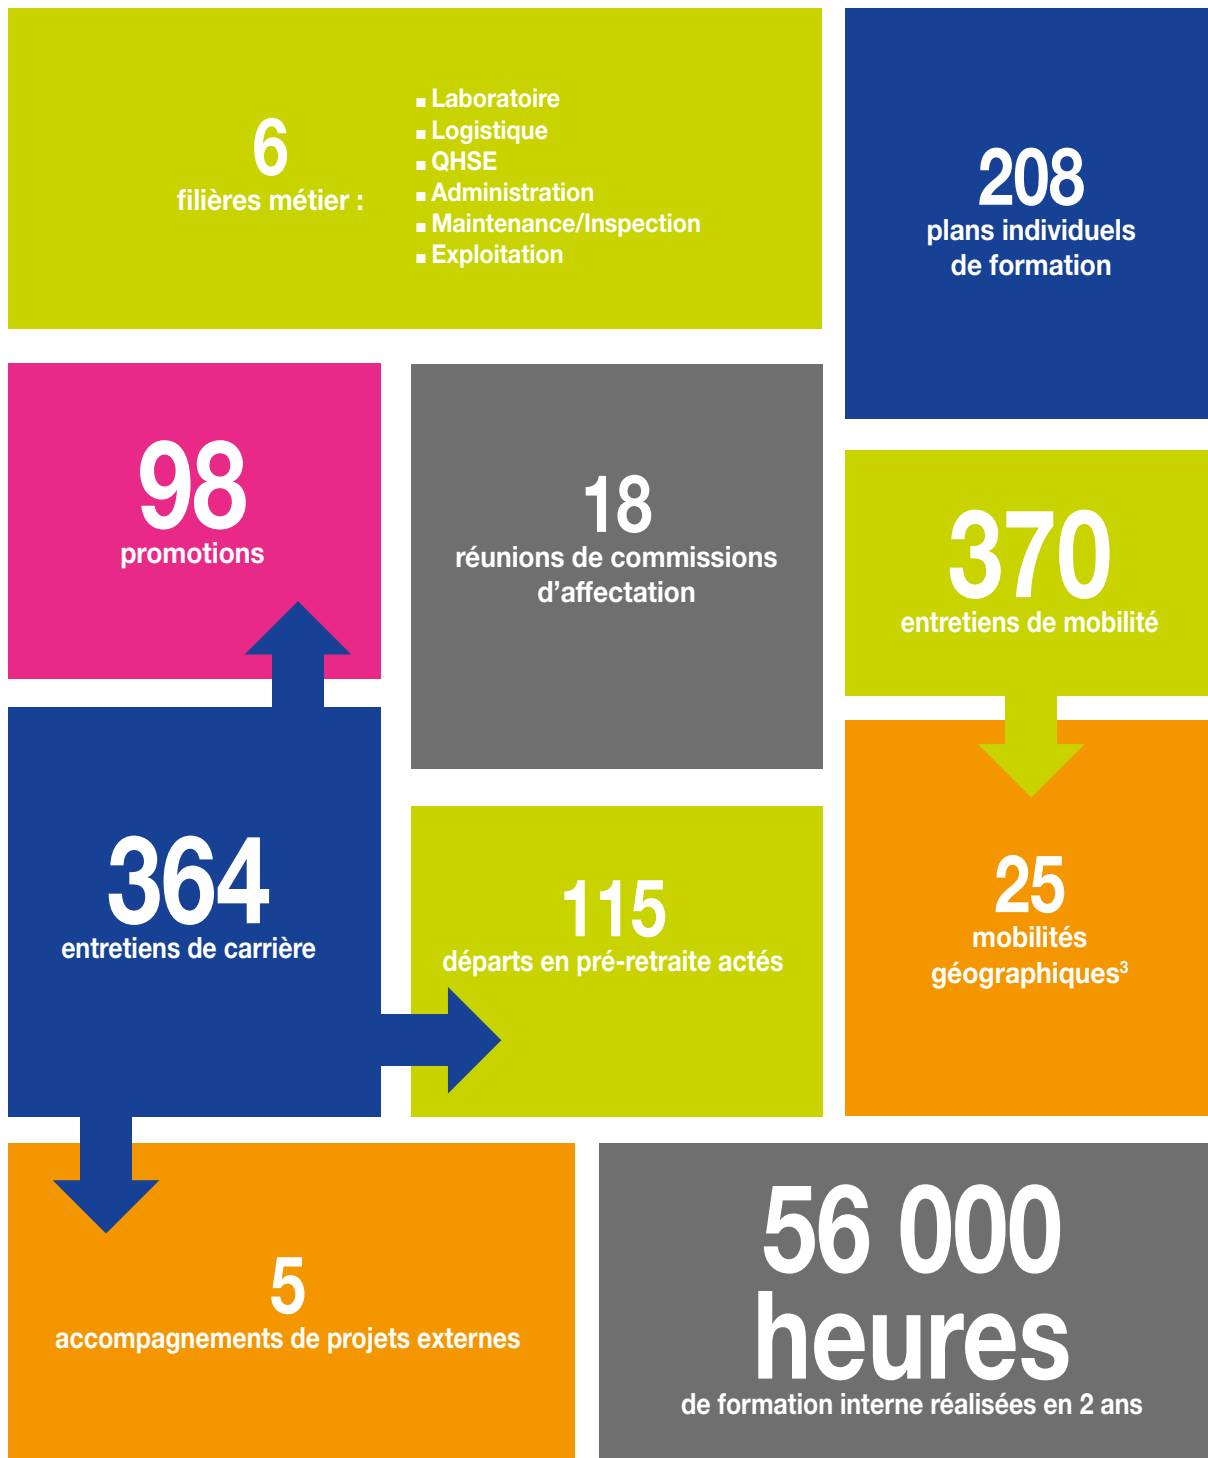 6
filières métier :
■ Laboratoire
■ Logistique
■ QHSE
■ Administration
■ Maintenance/Inspection
■ Exploitation
208
plans individuels
de formation
98
promotions
18
réunions de commissions
d’affectation
370
entretiens de mobilité
364
entretiens de carrière
115
départs en pré-retraite actés
25
mobilités
géographiques³
5
accompagnements de projets externes
56 000
heures
de formation interne réalisées en 2 ans